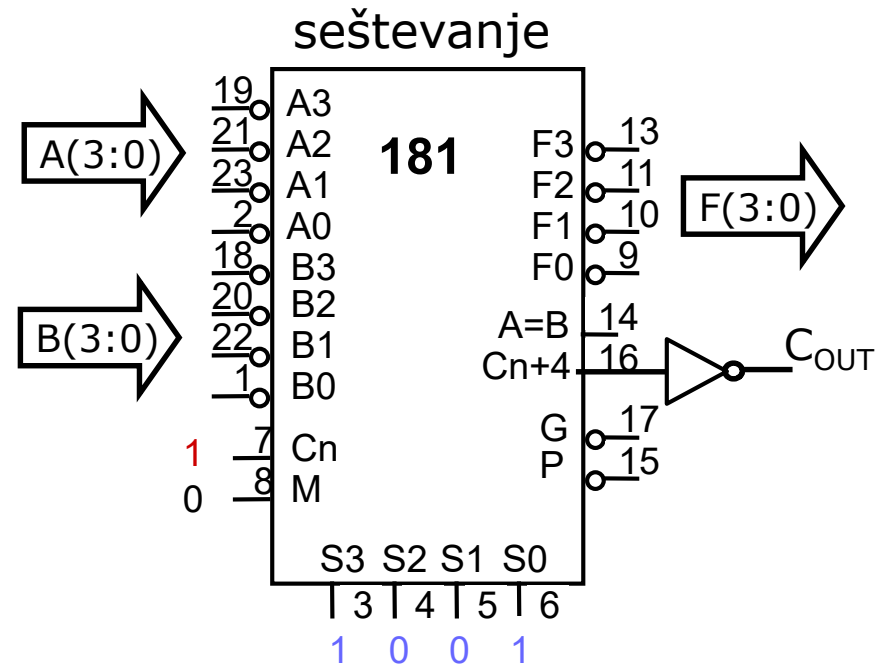 seštevanje
181
A(3:0)
B(3:0)
19 A3
21 A2
23 A1
2 A0
18 B3
20 B2
22 B1
1 B0
1 7 Cn
0 8 M
F3 13
F2 11
F1 10
F0 9
F(3:0)
A=B 14
Cn+4 16 COUT
G 17
P 15
S3 S2 S1 S0
3 4 5 6
1 0 0 1